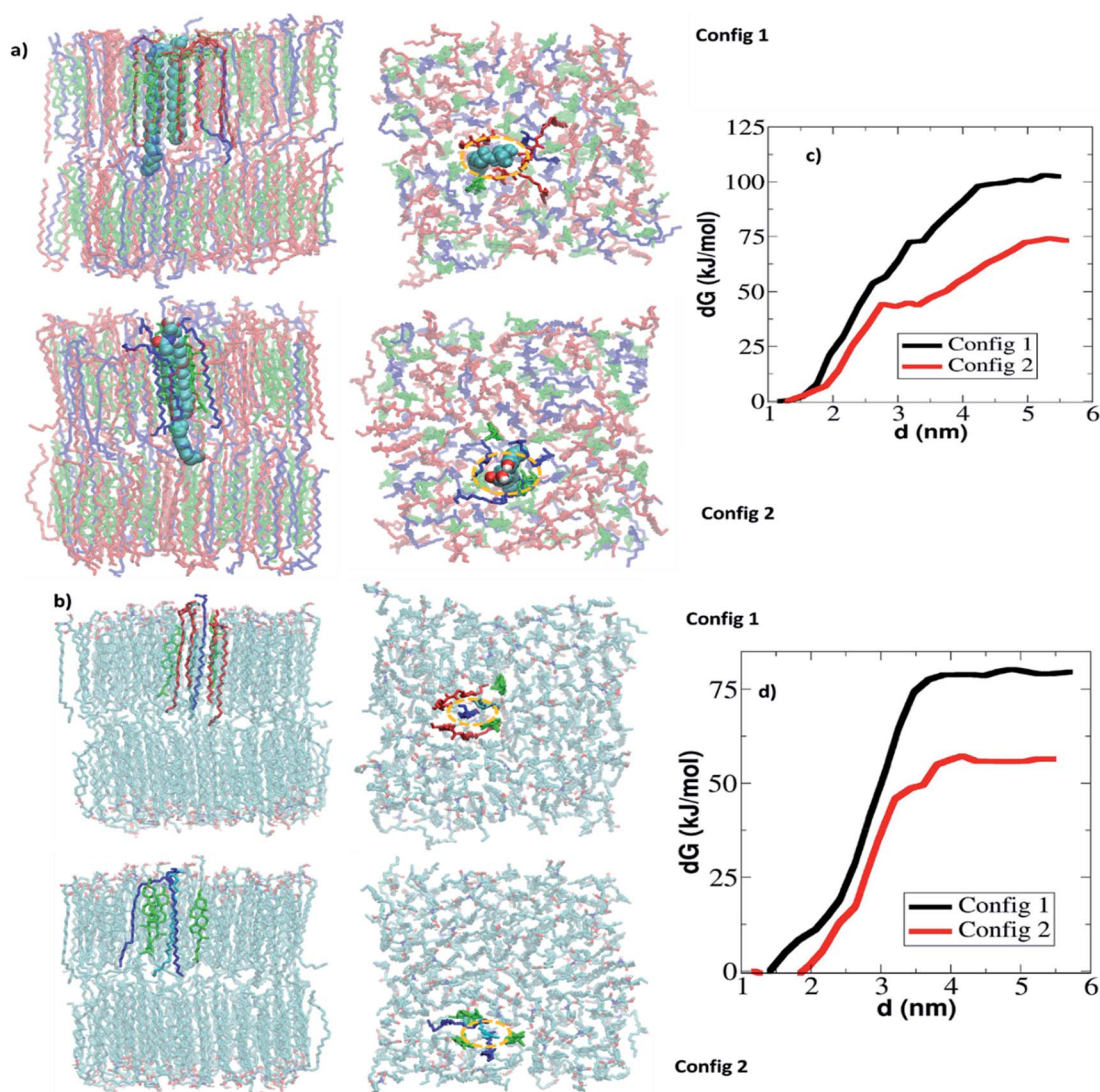 a)
Config 1
125
c)
100
75
50
25
0
dG (kJ/mol)
Config 1
Config 2
1 2 3 4 5 6
d (nm)
Config 2
b)
Config 1
75
d)
50
25
0
dG (kJ/mol)
Config 1
Config 2
1 2 3 4 5 6
d (nm)
Config 2